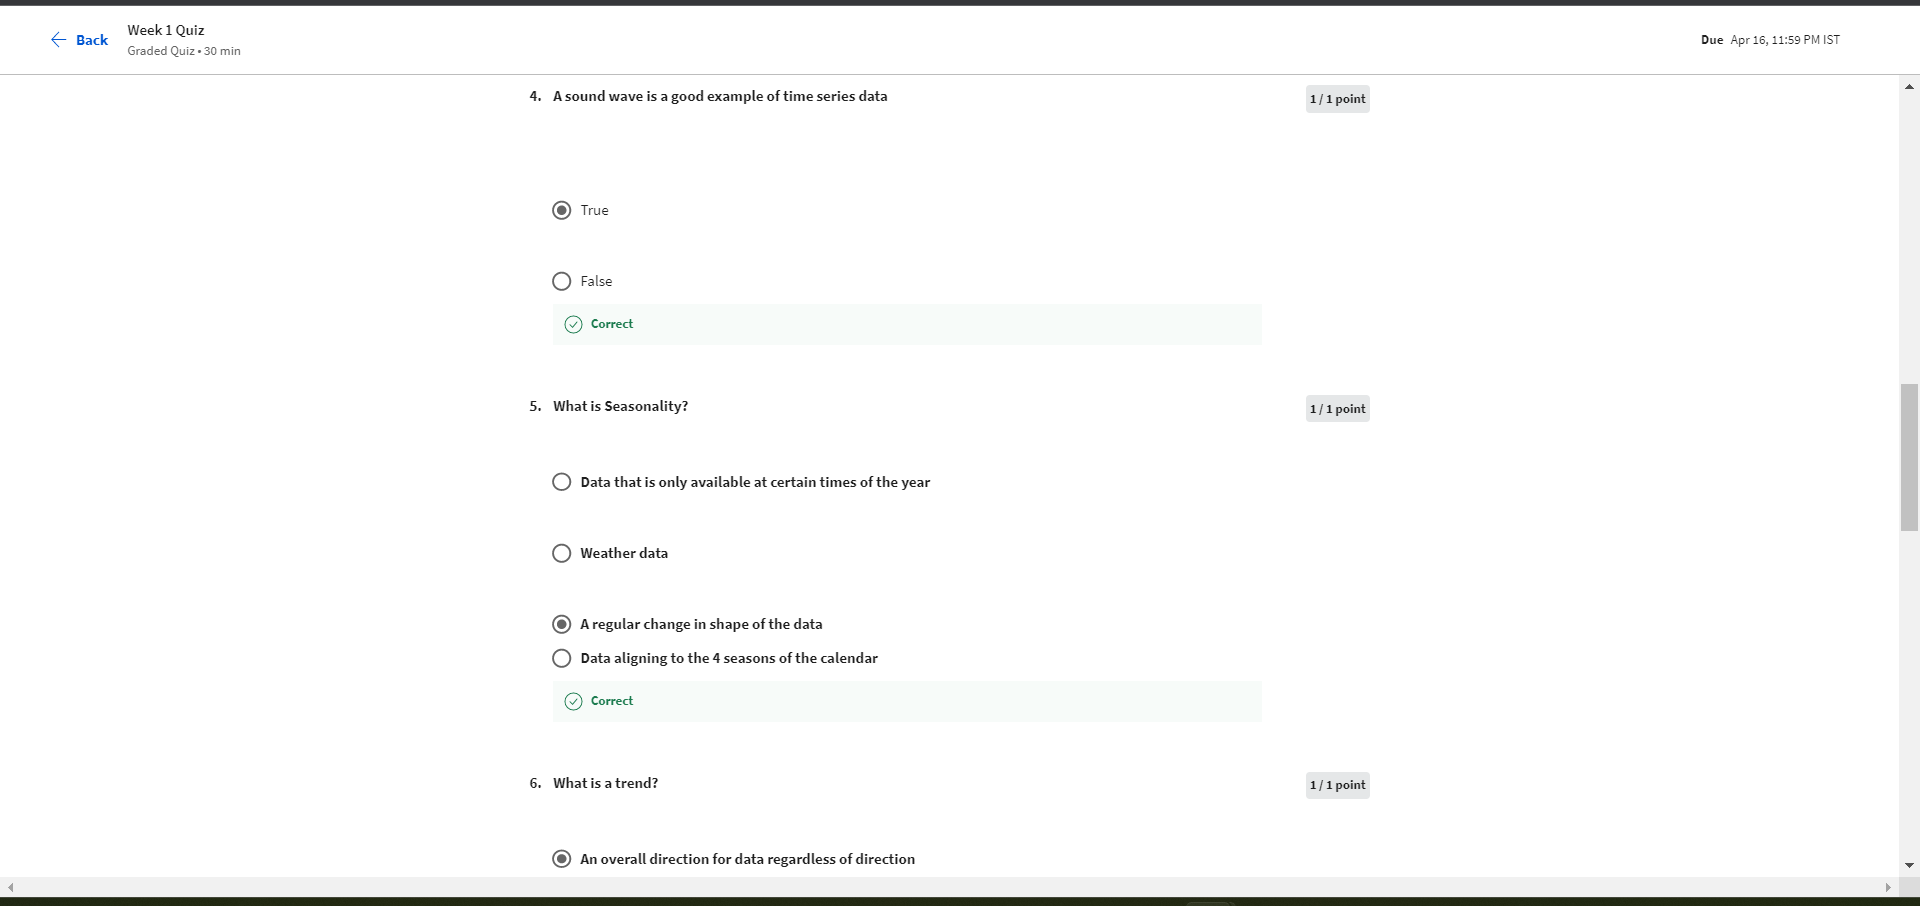 Back
Week 1 Quiz
Graded Quiz • 30 min
Due Apr 16, 11:59 PM IST
4. A sound wave is a good example of time series data
1 / 1 point
True
False
Correct
5. What is Seasonality?
1 / 1 point
Data that is only available at certain times of the year
Weather data
A regular change in shape of the data
Data aligning to the 4 seasons of the calendar
Correct
6. What is a trend?
1 / 1 point
An overall direction for data regardless of direction